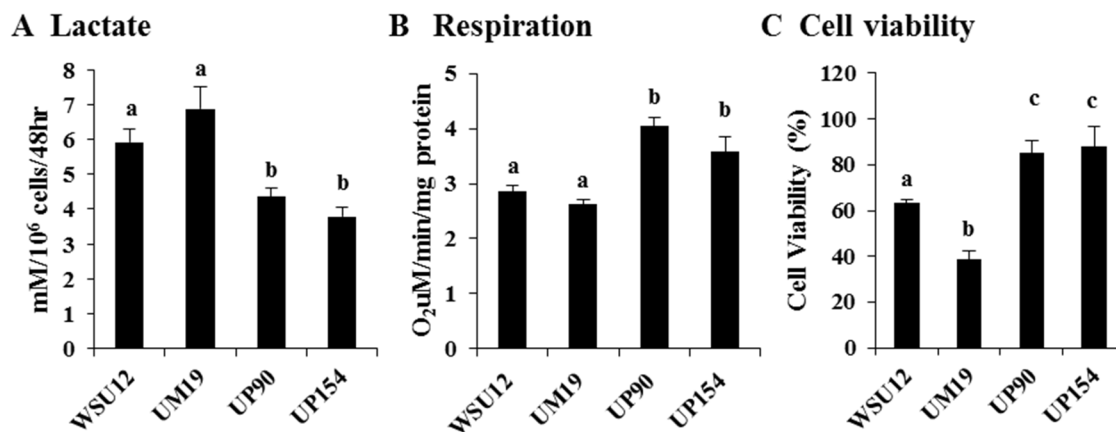 A Lactate
mM/10⁶ cells/48hr
8
7
6
5
4
3
2
1
0
a
a
b
b
WSU12
UM19
UP90
UP154
B Respiration
O₂uM/min/mg protein
5
4
3
2
1
0
a
a
b
b
WSU12
UM19
UP90
UP154
C Cell viability
Cell Viability (%)
120
100
80
60
40
20
0
a
b
c
c
WSU12
UM19
UP90
UP154